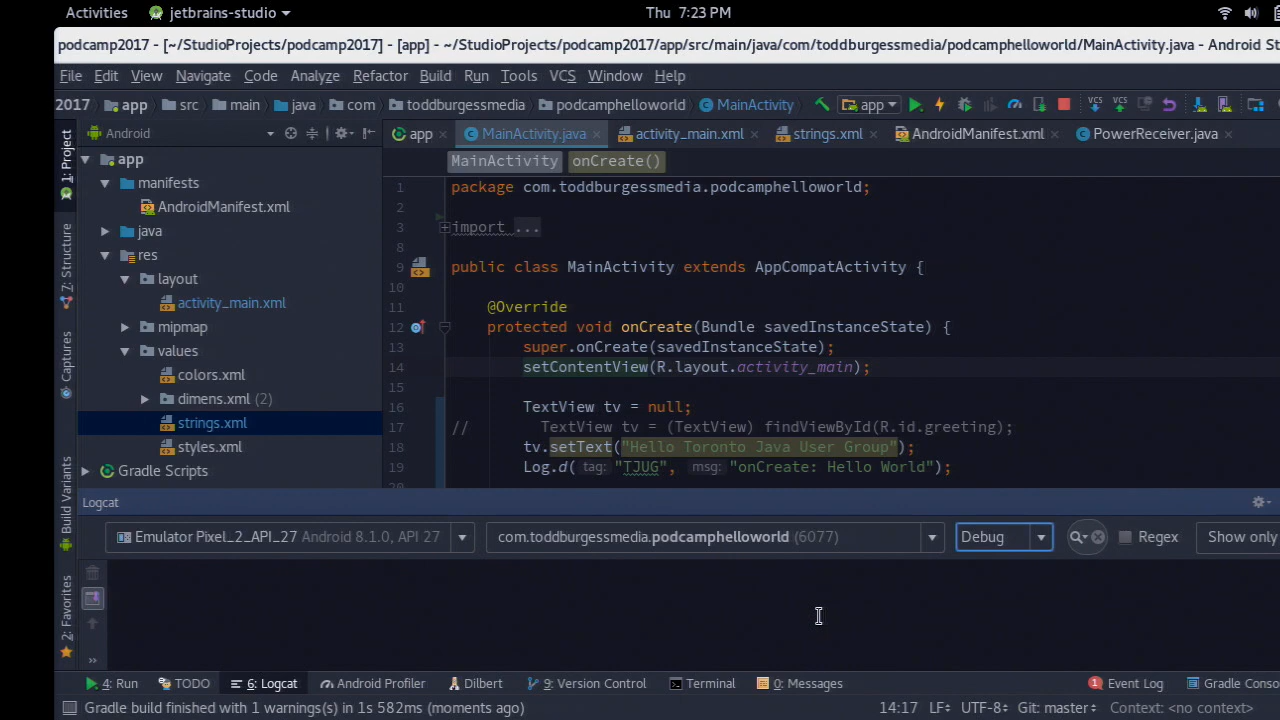 Activities jetbrains-studio Thu 7:23 PM
podcamp2017 - [~/StudioProjects/podcamp2017] - [app] - ~/StudioProjects/podcamp2017/app/src/main/java/com/toddburgessmedia/podcamphelloworld/MainActivity.java - Android St
File Edit View Navigate Code Analyze Refactor Build Run Tools VCS Window Help
2017 app src main java com toddburgessmedia podcamphelloworld MainActivity app VCS VCS
Android app MainActivity.java activity_main.xml strings.xml AndroidManifest.xml PowerReceiver.java
1: Project
7: Structure
Captures
Build Variants
2: Favorites
app
manifests
AndroidManifest.xml
java
res
layout
activity_main.xml
mipmap
values
colors.xml
dimens.xml (2)
strings.xml
styles.xml
Gradle Scripts
MainActivity onCreate()
1 package com.toddburgessmedia.podcamphelloworld;
2
3 import ...
8
9 public class MainActivity extends AppCompatActivity {
10
11 @Override
12 protected void onCreate(Bundle savedInstanceState) {
13 super.onCreate(savedInstanceState);
14 setContentView(R.layout.activity_main);
15
16 TextView tv = null;
17 // TextView tv = (TextView) findViewById(R.id.greeting);
18 tv.setText("Hello Toronto Java User Group");
19 Log.d( tag: "TJUG", msg: "onCreate: Hello World");
20
Logcat
Emulator Pixel_2_API_27 Android 8.1.0, API 27 com.toddburgessmedia.podcamphelloworld (6077) Debug Regex Show only
4: Run TODO 6: Logcat Android Profiler Dilbert 9: Version Control Terminal 0: Messages 1 Event Log Gradle Conso
Gradle build finished with 1 warnings(s) in 1s 582ms (moments ago) 14:17 LF÷ UTF-8÷ Git: master÷ Context: <no context>